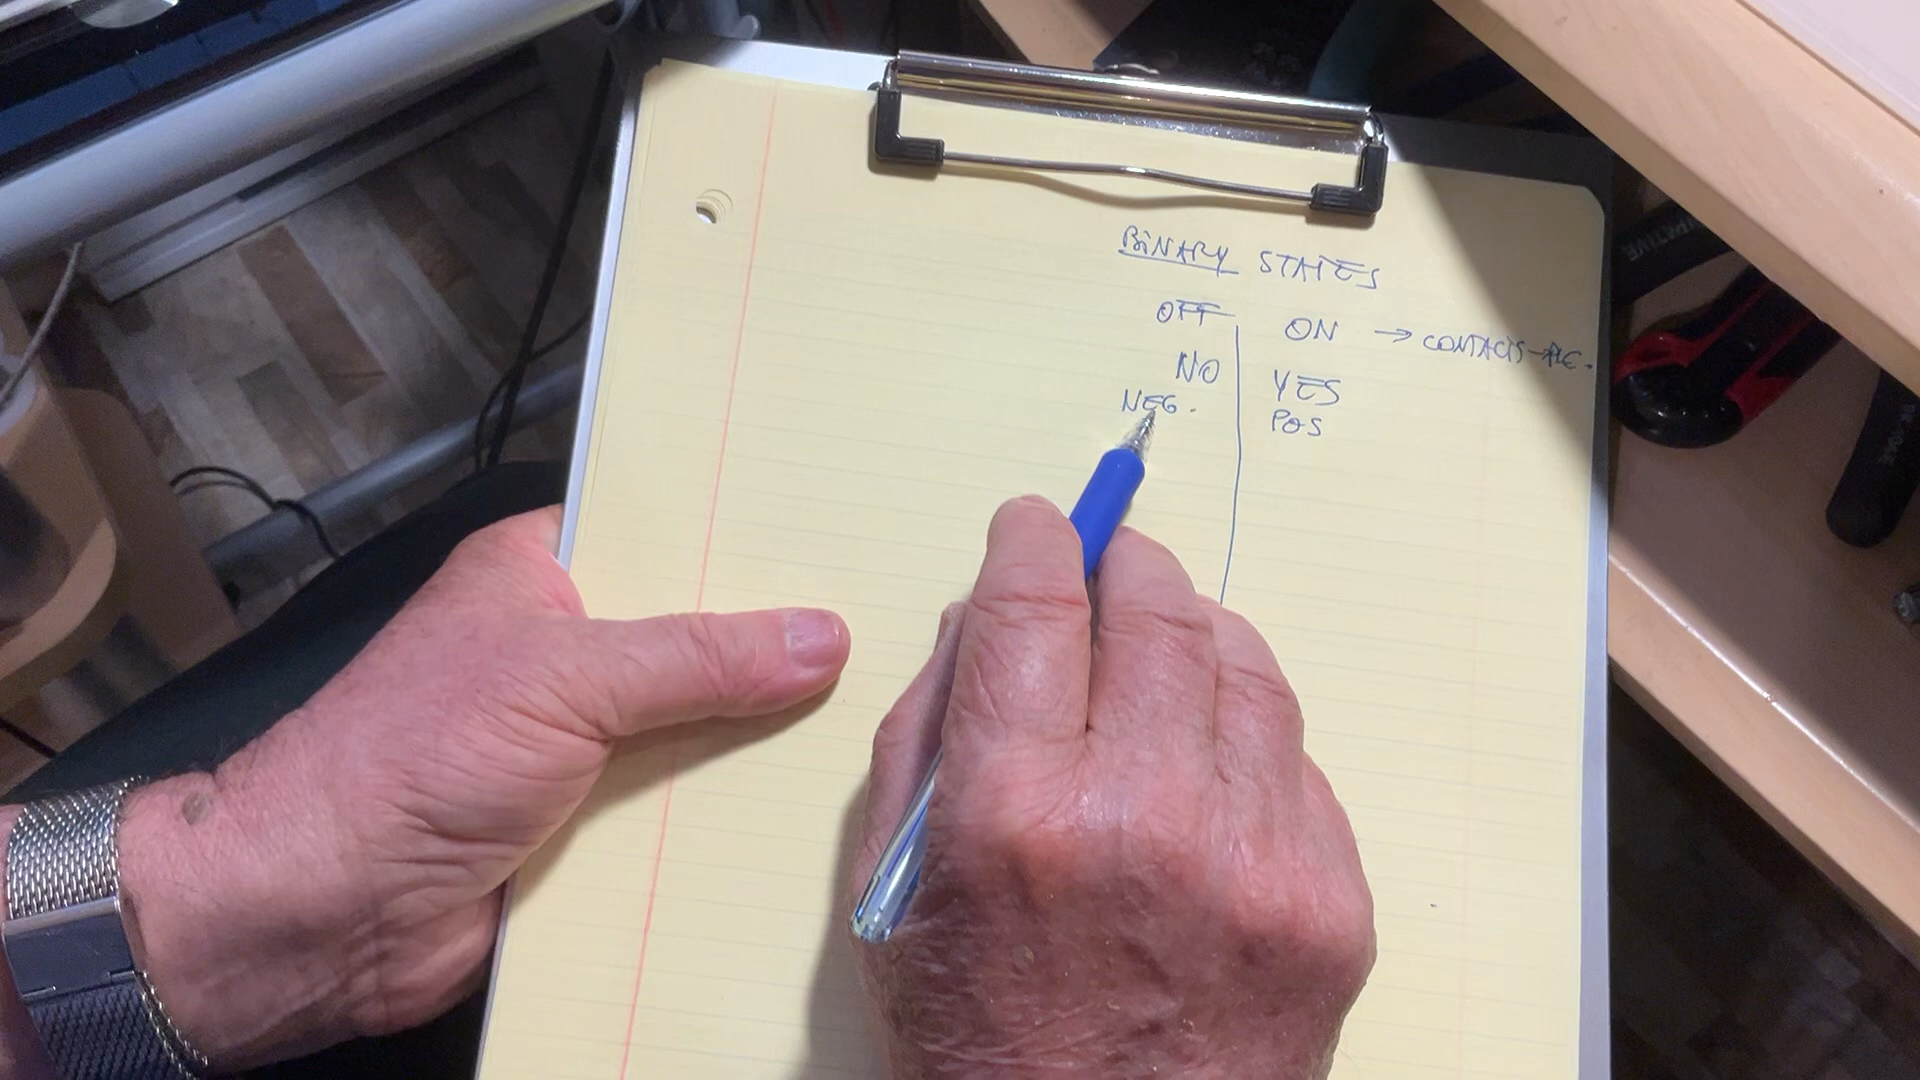 BINARY STATES
OFF ON → CONTACTS →
NO YES
NEG. POS